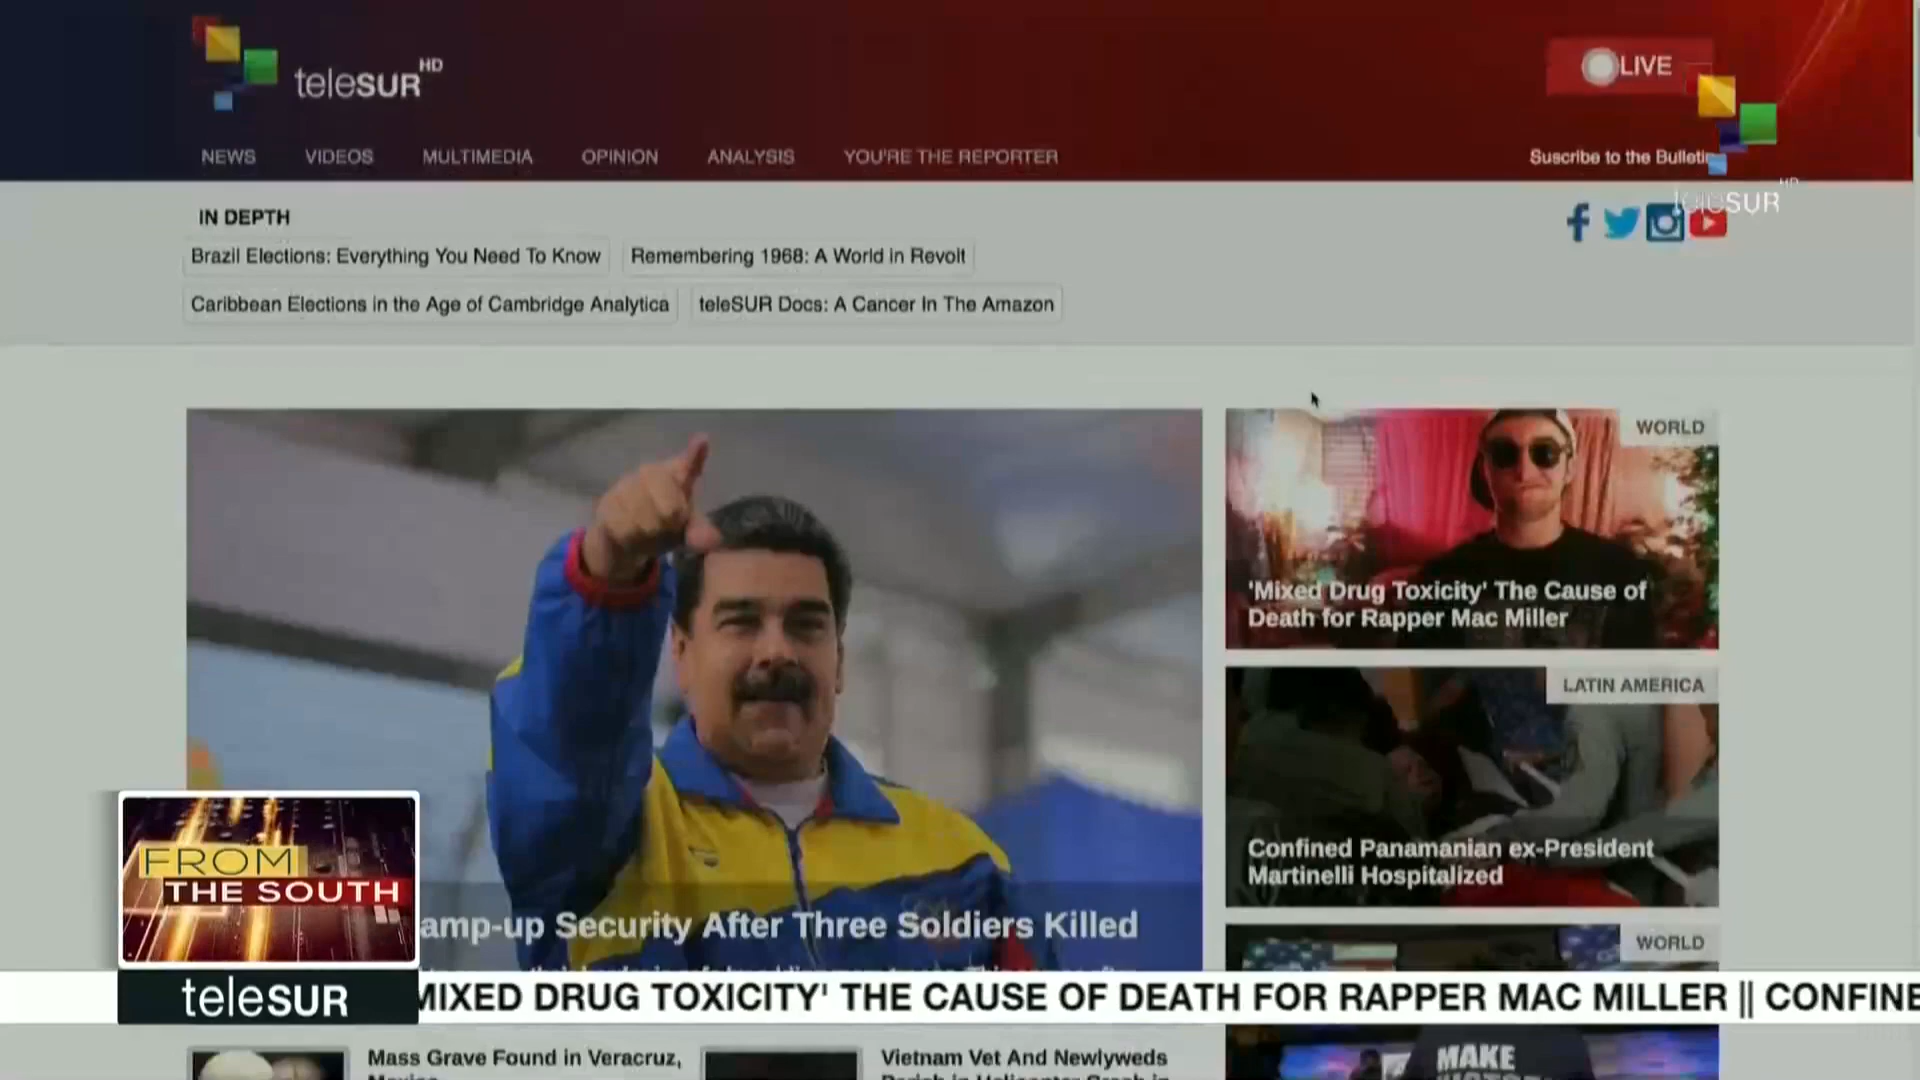 teleSUR HD
LIVE
NEWS VIDEOS MULTIMEDIA OPINION ANALYSIS YOU'RE THE REPORTER
Suscribe to the Bulletin
teleSUR HD
IN DEPTH
Brazil Elections: Everything You Need To Know Remembering 1968: A World in Revolt
Caribbean Elections in the Age of Cambridge Analytica teleSUR Docs: A Cancer In The Amazon
WORLD
'Mixed Drug Toxicity' The Cause of
Death for Rapper Mac Miller
LATIN AMERICA
Confined Panamanian ex-President
Martinelli Hospitalized
amp-up Security After Three Soldiers Killed
WORLD
FROM
THE SOUTH
teleSUR
MIXED DRUG TOXICITY' THE CAUSE OF DEATH FOR RAPPER MAC MILLER || CONFINE
Mass Grave Found in Veracruz,
Vietnam Vet And Newlyweds
MAKE